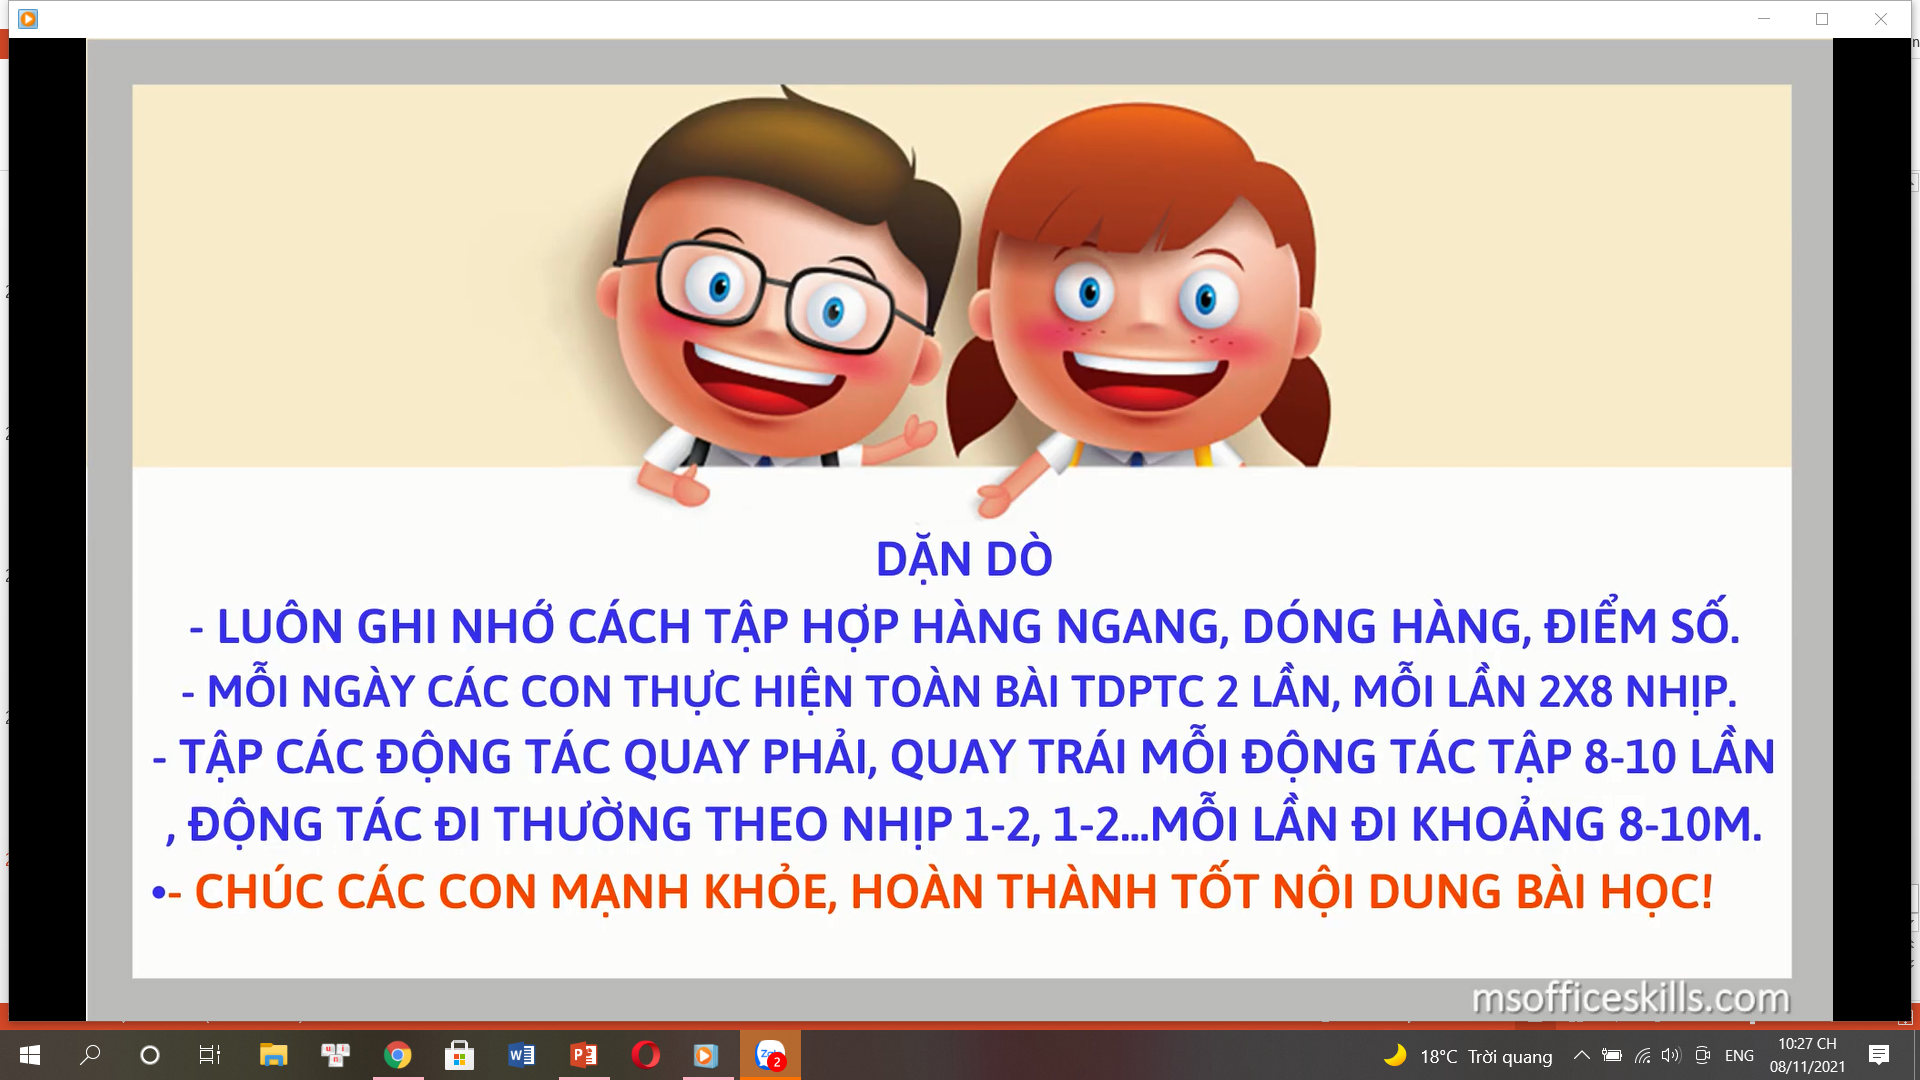 DẶN DÒ
- LUÔN GHI NHỚ CÁCH TẬP HỢP HÀNG NGANG, DÓNG HÀNG, ĐIỂM SỐ.
- MỖI NGÀY CÁC CON THỰC HIỆN TOÀN BÀI TDPTC 2 LẦN, MỖI LẦN 2X8 NHỊP.
- TẬP CÁC ĐỘNG TÁC QUAY PHẢI, QUAY TRÁI MỖI ĐỘNG TÁC TẬP 8-10 LẦN
, ĐỘNG TÁC ĐI THƯỜNG THEO NHỊP 1-2, 1-2...MỖI LẦN ĐI KHOẢNG 8-10M.
•- CHÚC CÁC CON MẠNH KHỎE, HOÀN THÀNH TỐT NỘI DUNG BÀI HỌC!
msofficeskills.com
18°C Trời quang
ENG
10:27 CH
08/11/2021
2